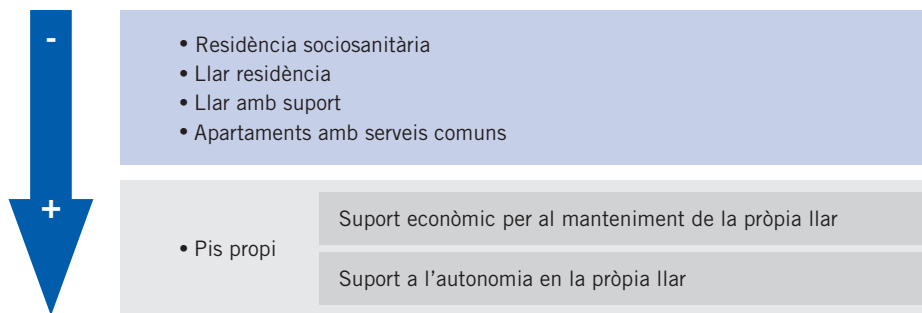 -
• Residència sociosanitària
• Llar residència
• Llar amb suport
• Apartaments amb serveis comuns
+
Suport econòmic per al manteniment de la pròpia llar
• Pis propi
Suport a l’autonomia en la pròpia llar